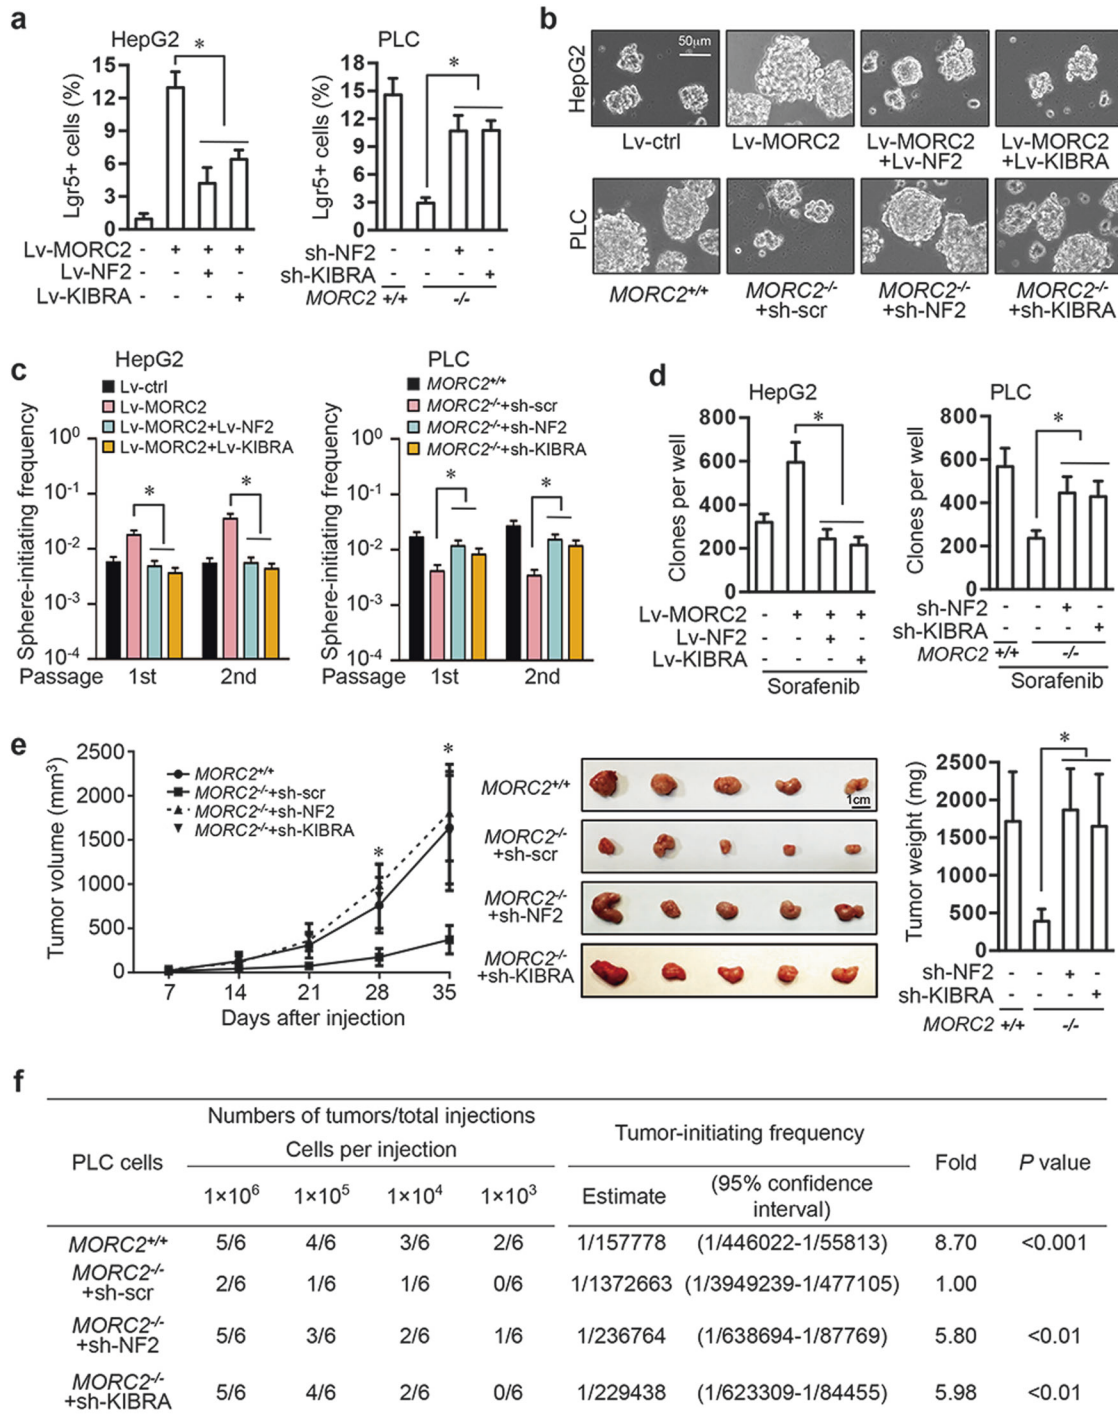 a
HepG2
Lgr5+ cells (%)
15
12
9
6
3
0
*
Lv-MORC2 - + + +
Lv-NF2 - - + -
Lv-KIBRA - - - +
PLC
Lgr5+ cells (%)
18
15
12
9
6
3
0
*
sh-NF2 - - + -
sh-KIBRA - - - +
MORC2 +/+ -/-
b
HepG2
50μm
Lv-ctrl
Lv-MORC2
Lv-MORC2
+Lv-NF2
Lv-MORC2
+Lv-KIBRA
PLC
MORC2+/+
MORC2-/-
+sh-scr
MORC2-/-
+sh-NF2
MORC2-/-
+sh-KIBRA
c
HepG2
Lv-ctrl
Lv-MORC2
Lv-MORC2+Lv-NF2
Lv-MORC2+Lv-KIBRA
Sphere-initiating frequency
10⁰
10⁻¹
10⁻²
10⁻³
10⁻⁴
* *
Passage 1st 2nd
PLC
MORC2+/+
MORC2-/-+sh-scr
MORC2-/-+sh-NF2
MORC2-/-+sh-KIBRA
Sphere-initiating frequency
10⁰
10⁻¹
10⁻²
10⁻³
10⁻⁴
* *
Passage 1st 2nd
d
HepG2
Clones per well
800
600
400
200
0
*
Lv-MORC2 - + + +
Lv-NF2 - - + -
Lv-KIBRA - - - +
Sorafenib
PLC
Clones per well
800
600
400
200
0
*
sh-NF2 - - + -
sh-KIBRA - - - +
MORC2 +/+ -/-
Sorafenib
e
Tumor volume (mm³)
2500
2000
1500
1000
500
0
MORC2+/+
MORC2-/-+sh-scr
MORC2-/-+sh-NF2
MORC2-/-+sh-KIBRA
* *
7 14 21 28 35
Days after injection
MORC2+/+
1cm
MORC2-/-
+sh-scr
MORC2-/-
+sh-NF2
MORC2-/-
+sh-KIBRA
Tumor weight (mg)
2500
2000
1500
1000
500
0
*
sh-NF2 - - + -
sh-KIBRA - - - +
MORC2 +/+ -/-
f
PLC cells
Numbers of tumors/total injections
Cells per injection
1×10⁶ 1×10⁵ 1×10⁴ 1×10³
Tumor-initiating frequency
Estimate (95% confidence
interval)
Fold
P value
MORC2+/+ 5/6 4/6 3/6 2/6 1/157778 (1/446022-1/55813) 8.70 <0.001
MORC2-/-
+sh-scr 2/6 1/6 1/6 0/6 1/1372663 (1/3949239-1/477105) 1.00
MORC2-/-
+sh-NF2 5/6 3/6 2/6 1/6 1/236764 (1/638694-1/87769) 5.80 <0.01
MORC2-/-
+sh-KIBRA 5/6 4/6 2/6 0/6 1/229438 (1/623309-1/84455) 5.98 <0.01